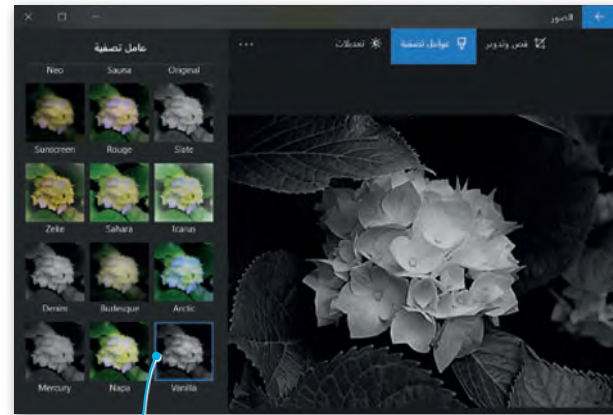 الصور
قص وتدوير
عوامل تصفية
تعديلات
عامل تصفية
Neo Sauna Original
Sunscreen Rouge Slate
Zeke Sahara Icarus
Denim Burlesque Arctic
Mercury Napa Vanilla